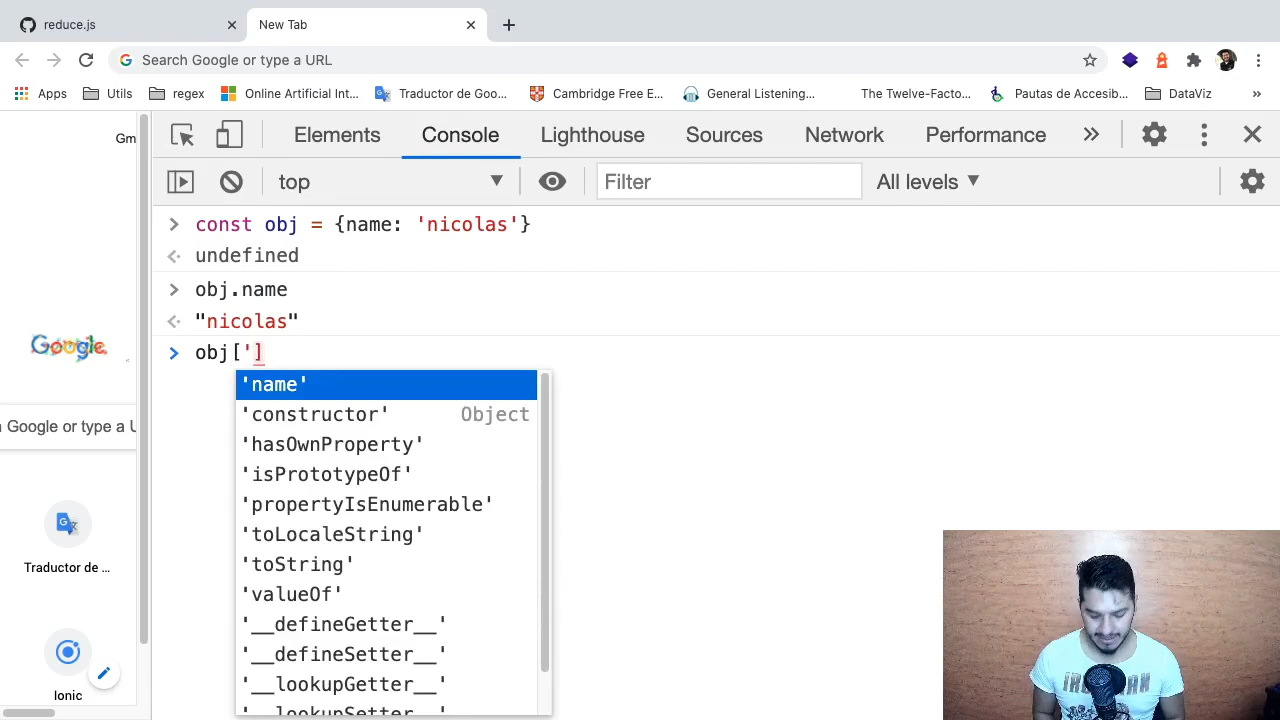 reduce.js
New Tab
Search Google or type a URL
Apps Utils regex Online Artificial Int... Traductor de Goo... Cambridge Free E... General Listening... The Twelve-Facto... Pautas de Accesib... DataViz »
Gm
Google
Google or type a U
Traductor de ...
Ionic
Elements Console Lighthouse Sources Network Performance »
top Filter All levels
> const obj = {name: 'nicolas'}
undefined
> obj.name
"nicolas"
> obj[']
'name'
'constructor' Object
'hasOwnProperty'
'isPrototypeOf'
'propertyIsEnumerable'
'toLocaleString'
'toString'
'valueOf'
'__defineGetter__'
'__defineSetter__'
'__lookupGetter__'
'__lookupSetter__'